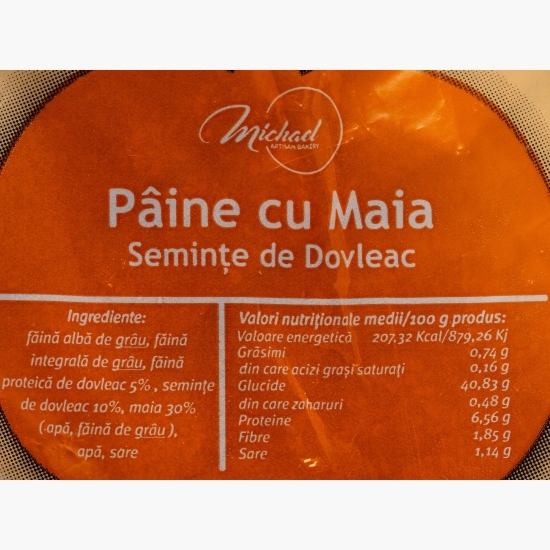 Michael
ARTISAN BAKERY
Pâine cu Maia
Semințe de Dovleac
Ingrediente:
făină albă de grâu, făină
integrală de grâu, făină
proteică de dovleac 5% , semințe
de dovleac 10%, maia 30%
(-apă, făină de grâu ),
apă, sare
Valori nutriționale medii/100 g produs:
Valoare energetică 207,32 Kcal/879,26 Kj
Grăsimi 0,74 g
din care acizi grași saturați 0,16 g
Glucide 40,83 g
din care zaharuri 0,48 g
Proteine 6,56 g
Fibre 1,85 g
Sare 1,14 g